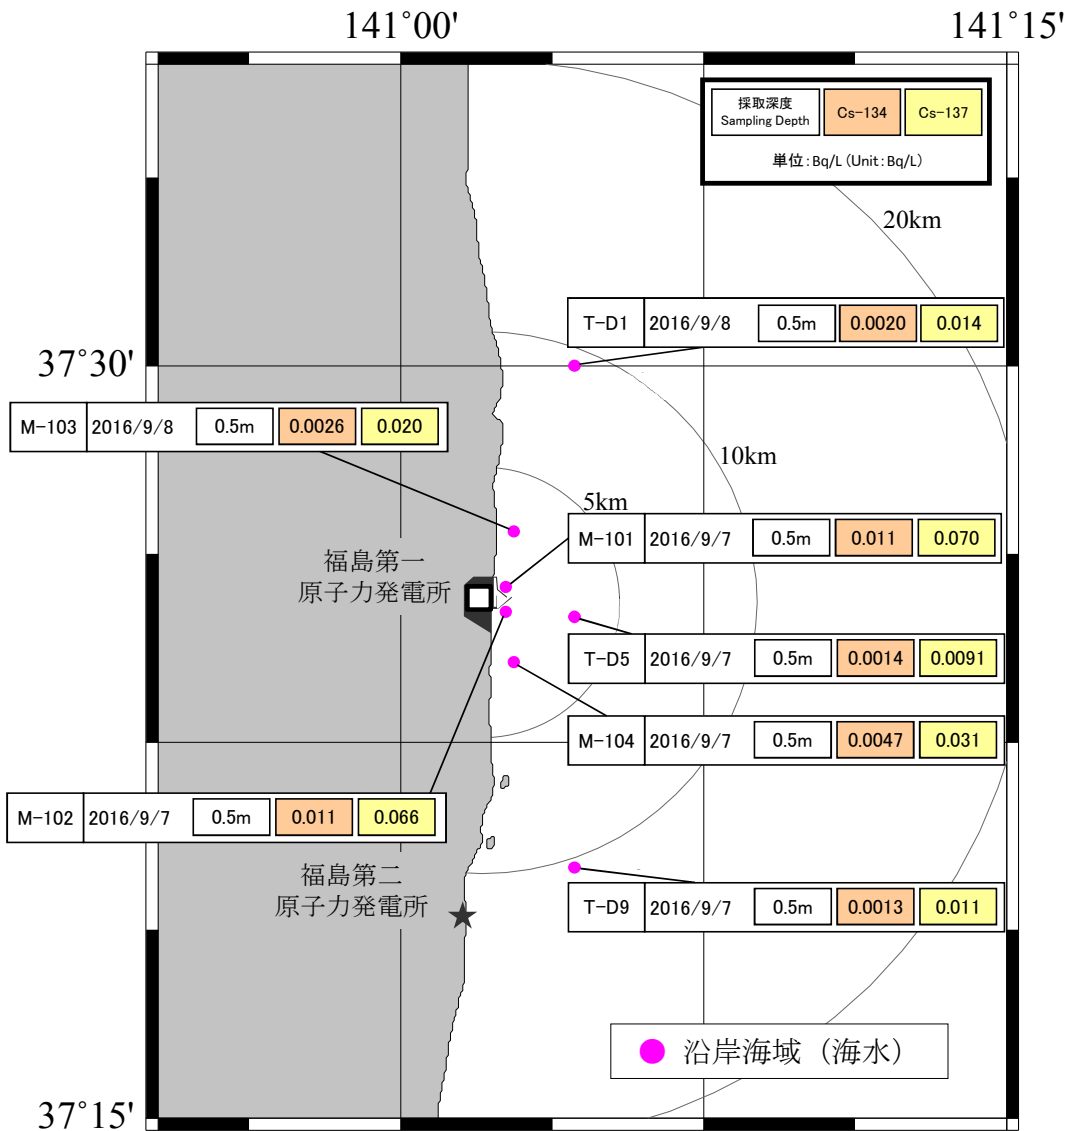 141°00'
141°15'
採取深度
Sampling Depth
Cs-134
Cs-137
単位：Bq/L (Unit：Bq/L)
20km
T-D1 2016/9/8 0.5m 0.0020 0.014
37°30'
M-103 2016/9/8 0.5m 0.0026 0.020
10km
5km
M-101 2016/9/7 0.5m 0.011 0.070
福島第一
原子力発電所
T-D5 2016/9/7 0.5m 0.0014 0.0091
M-104 2016/9/7 0.5m 0.0047 0.031
M-102 2016/9/7 0.5m 0.011 0.066
福島第二
原子力発電所
T-D9 2016/9/7 0.5m 0.0013 0.011
沿岸海域（海水）
37°15'